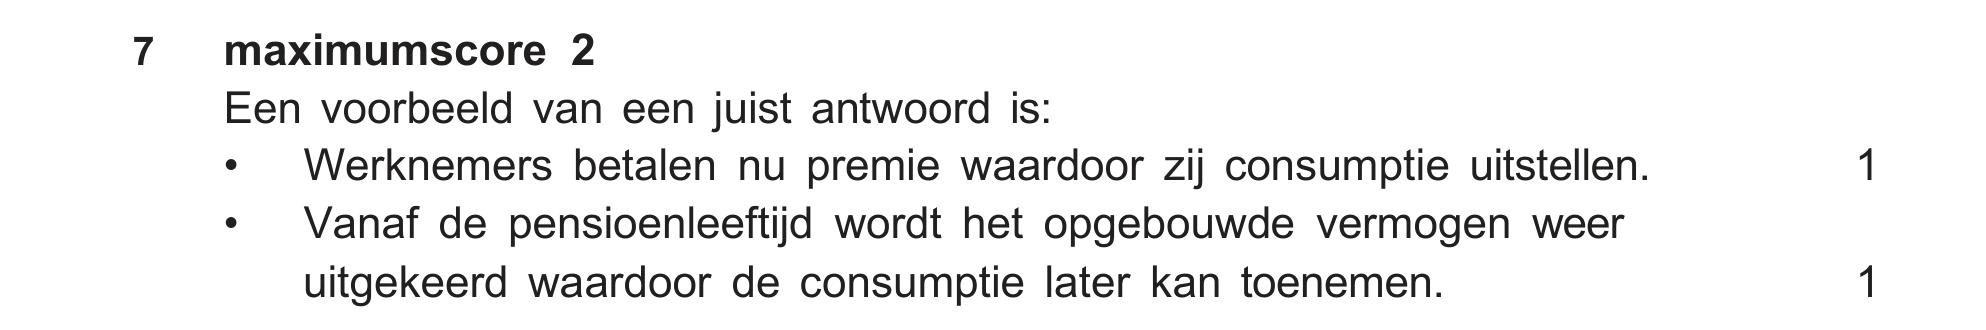 7 maximumscore 2
Een voorbeeld van een juist antwoord is:
• Werknemers betalen nu premie waardoor zij consumptie uitstellen. 1
• Vanaf de pensioenleeftijd wordt het opgebouwde vermogen weer
uitgekeerd waardoor de consumptie later kan toenemen. 1